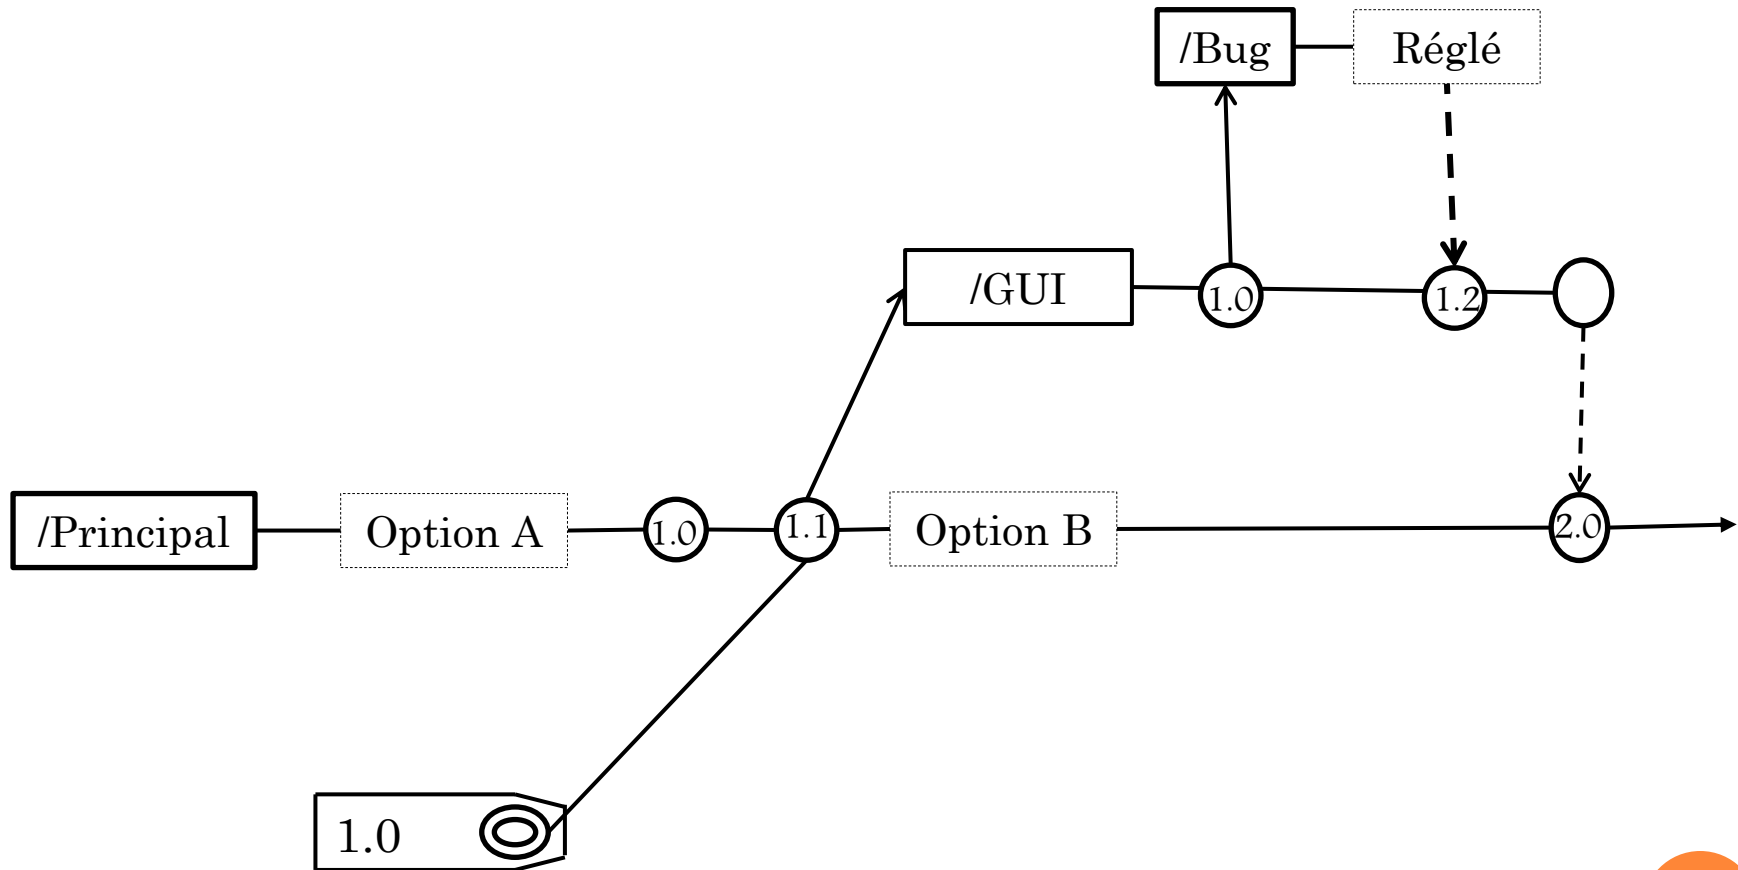 /Bug
Réglé
/GUI
1.0
1.2
/Principal
Option A
1.0
1.1
Option B
2.0
1.0